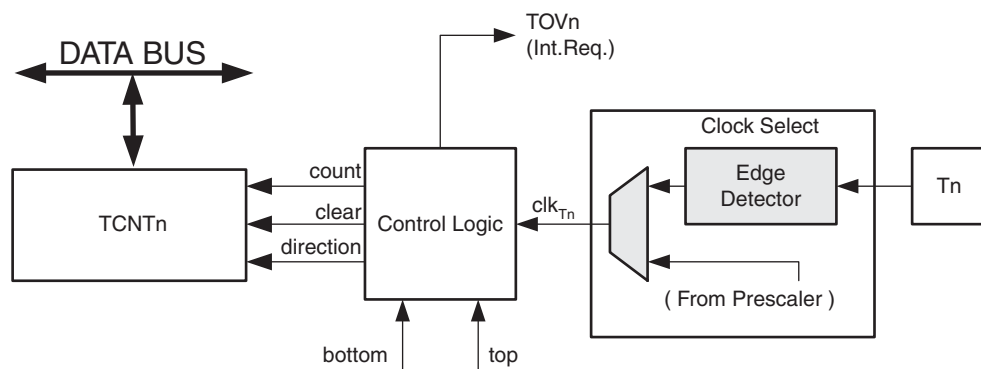 TOVn
(Int.Req.)
DATA BUS
Clock Select
count
Edge
Detector
Tn
TCNTn
clear
Control Logic
clkTn
direction
( From Prescaler )
bottom
top